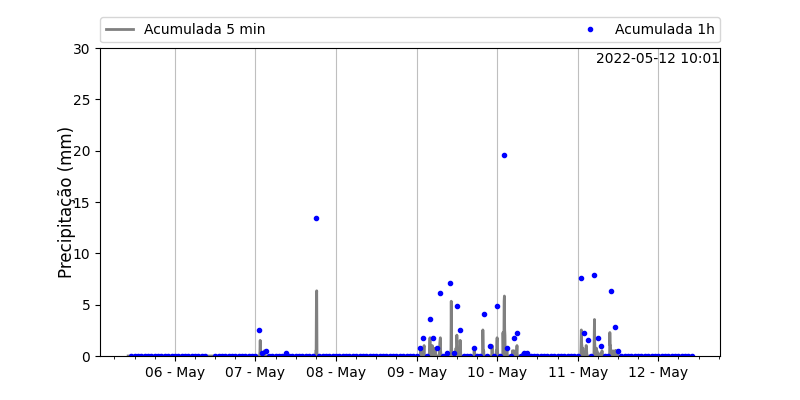 Acumulada 5 min
Acumulada 1h
2022-05-12 10:01
Precipitação (mm)
30
25
20
15
10
5
0
06 - May
07 - May
08 - May
09 - May
10 - May
11 - May
12 - May